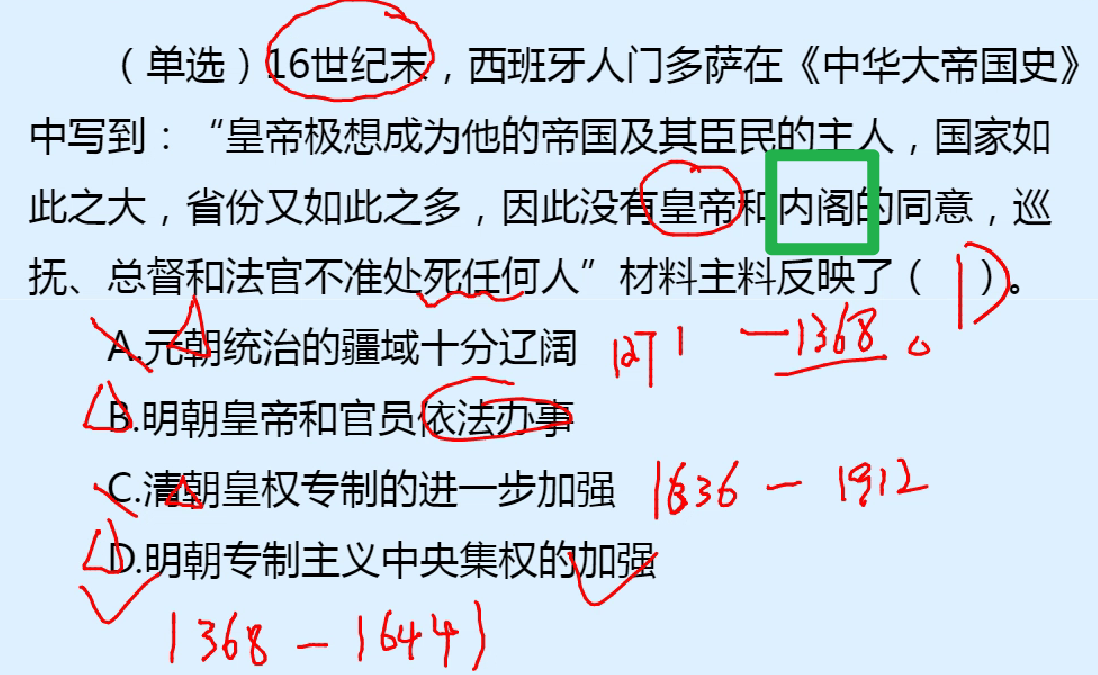 （单选）16世纪末，西班牙人门多萨在《中华大帝国史》
中写到：“皇帝极想成为他的帝国及其臣民的主人，国家如
此之大，省份又如此之多，因此没有皇帝和内阁的同意，巡
抚、总督和法官不准处死任何人”材料主料反映了（　）。
A.元朝统治的疆域十分辽阔 1271 — 1368。
B.明朝皇帝和官员依法办事
C.清朝皇权专制的进一步加强 1636 — 1912
D.明朝专制主义中央集权的加强
1368 — 1644